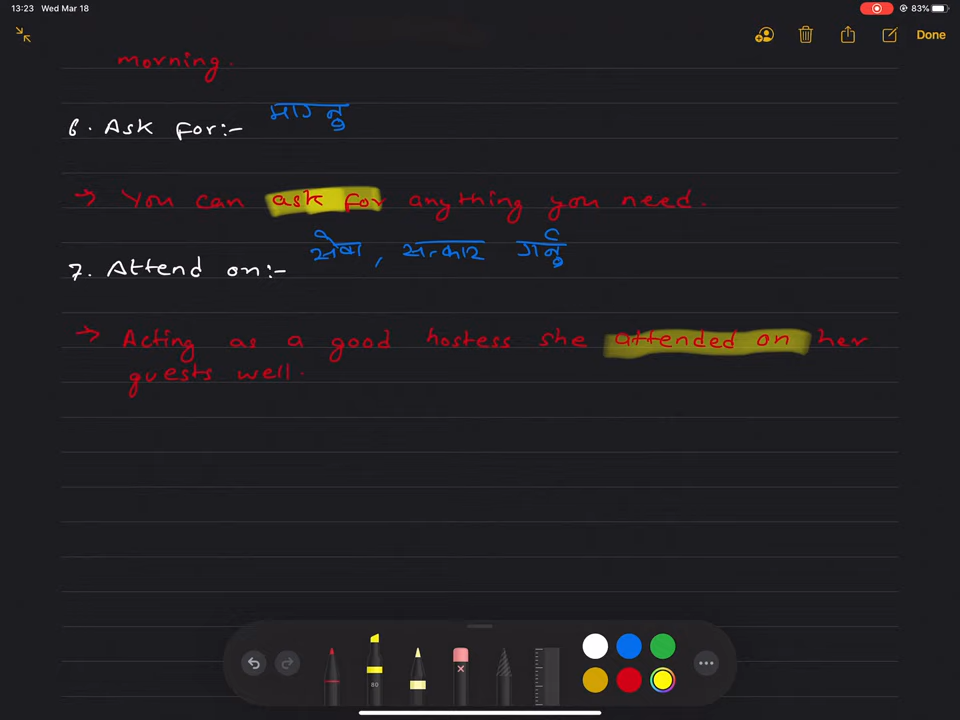 13:23 Wed Mar 18
83%
Done
morning.
6. Ask for:- माग्नु
→ You can ask for anything you need.
7. Attend on:- सेवा, सत्कार गर्नु
→ Acting as a good hostess she attended on her
guests well.
80